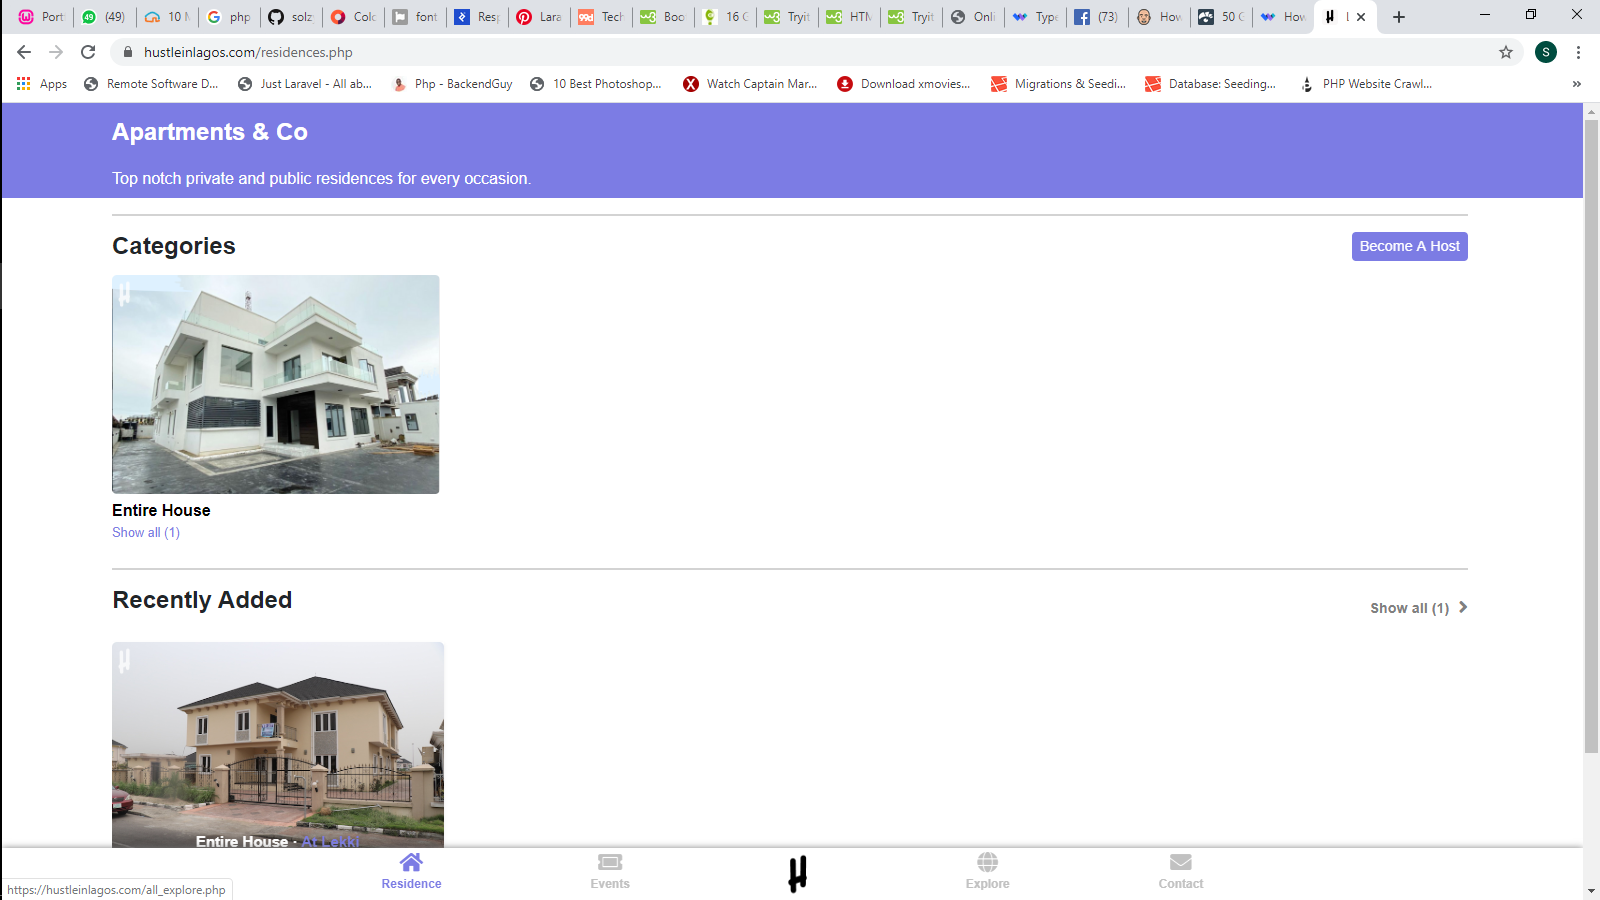 Port
(49)
10
php
solz
Colo
font
Resp
Lara
Tech
Boo
16
Tryit
HTM
Tryit
Onli
Type
(73)
How
50
How
hustleinlagos.com/residences.php
S
Apps
Remote Software D...
Just Laravel - All ab...
Php - BackendGuy
10 Best Photoshop...
Watch Captain Mar...
Download xmovies...
Migrations & Seedi...
Database: Seeding...
PHP Website Crawl...
»
Apartments & Co
Top notch private and public residences for every occasion.
Categories
Become A Host
Entire House
Show all (1)
Recently Added
Show all (1)
Entire House · At Lekki
Residence
Events
Explore
Contact
https://hustleinlagos.com/all_explore.php